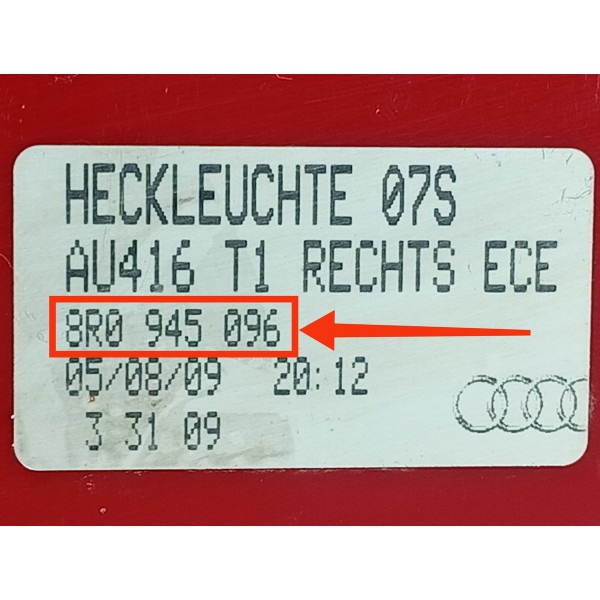 HECKLEUCHTE 07S
AU416 T1 RECHTS ECE
8R0 945 096
05/08/09 20:12
3 31 09